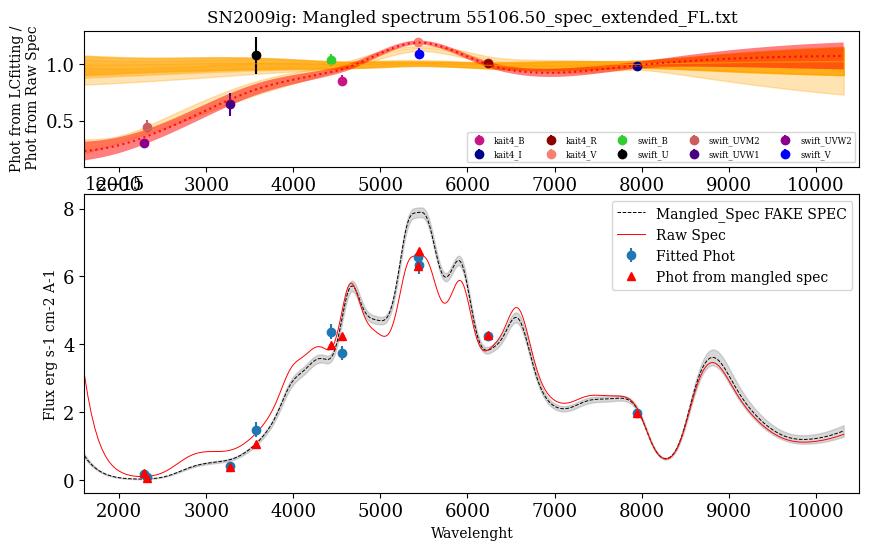 SN2009ig: Mangled spectrum 55106.50_spec_extended_FL.txt
Phot from LCfitting /
Phot from Raw Spec
1.0
0.5
kait4_B kait4_R swift_B swift_UVM2 swift_UVW2
kait4_I kait4_V swift_U swift_UVW1 swift_V
2000 3000 4000 5000 6000 7000 8000 9000 10000
1e−15
Flux erg s-1 cm-2 A-1
8
6
4
2
0
Mangled_Spec FAKE SPEC
Raw Spec
Fitted Phot
Phot from mangled spec
2000 3000 4000 5000 6000 7000 8000 9000 10000
Wavelenght